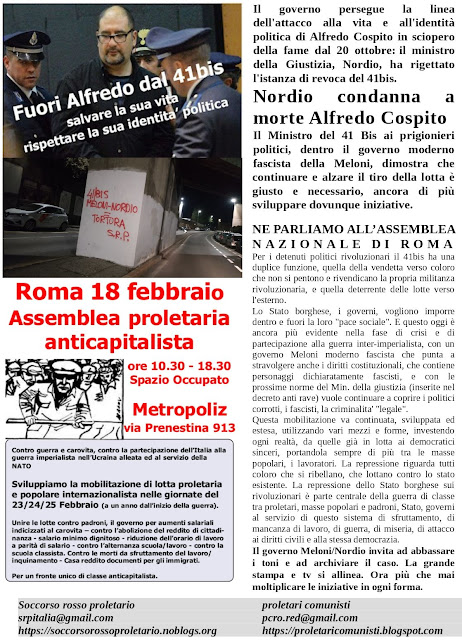 Fuori Alfredo dal 41bis
salvare la sua vita
rispettare la sua identita' politica
41BIS
MELONI-NORDIO
=
TORTURA
S.R.P.
Roma 18 febbraio
Assemblea proletaria
anticapitalista
ore 10.30 - 18.30
Spazio Occupato
Metropoliz
via Prenestina 913
Contro guerra e carovita, contro la partecipazione dell'Italia alla
guerra imperialista nell'Ucraina alleata ed al servizio della
NATO
Sviluppiamo la mobilitazione di lotta proletaria
e popolare internazionalista nelle giornate del
23/24/25 Febbraio (a un anno dall'inizio della guerra).
Unire le lotte contro padroni, il governo per aumenti salariali
indicizzati al carovita – contro l'abolizione del reddito di cittadi-
nanza - salario minimo dignitoso - riduzione dell'orario di lavoro
a parità di salario - contro l'alternanza scuola/lavoro - contro la
scuola classista. Contro le morti da sfruttamento del lavoro/
inquinamento - Casa reddito documenti per gli immigrati.
Per un fronte unico di classe anticapitalista.
Il governo persegue la linea
dell'attacco alla vita e all'identità
politica di Alfredo Cospito in sciopero
della fame dal 20 ottobre: il ministro
della Giustizia, Nordio, ha rigettato
l'istanza di revoca del 41bis.
Nordio condanna a
morte Alfredo Cospito
Il Ministro del 41 Bis ai prigionieri
politici, dentro il governo moderno
fascista della Meloni, dimostra che
continuare e alzare il tiro della lotta è
giusto e necessario, ancora di più
sviluppare dovunque iniziative.
NE PARLIAMO ALL'ASSEMBLEA
NAZIONALE DI ROMA
Per i detenuti politici rivoluzionari il 41bis ha una
duplice funzione, quella della vendetta verso coloro
che non si pentono e rivendicano la propria militanza
rivoluzionaria, e quella deterrente delle lotte verso
l'esterno.
Lo Stato borghese, i governi, vogliono imporre
dentro e fuori la loro "pace sociale". E questo oggi è
ancora più evidente nella fase di crisi e di
partecipazione alla guerra inter-imperialista, con un
governo Meloni moderno fascista che punta a
stravolgere anche i diritti costituzionali, che contiene
personaggi dichiaratamente fascisti, e con le
prossime norme del Min. della giustizia (inserite nel
decreto anti rave) vuole continuare a coprire i politici
corrotti, i fascisti, la criminalita' "legale".
Questa mobilitazione va continuata, sviluppata ed
estesa, utilizzando vari mezzi e forme, investendo
ogni realtà, da quelle già in lotta ai democratici
sinceri, portandola sempre di più tra le masse
popolari, i lavoratori. La repressione riguarda tutti
coloro che si ribellano, che lottano contro lo stato
esistente. La repressione dello Stato borghese sui
rivoluzionari è parte centrale della guerra di classe
tra proletari, masse popolari e padroni, Stato, governi
al servizio di questo sistema di sfruttamento, di
mancanza di lavoro, di guerra, di miseria, di attacco
ai diritti civili e alla stessa democrazia.
Il governo Meloni/Nordio invita ad abbassare
i toni e ad archiviare il caso. La grande
stampa e tv si allinea. Ora più che mai
moltiplicare le iniziative in ogni forma.
Soccorso rosso proletario
srpitalia@gmail.com
https://soccorsorossoproletario.noblogs.org
proletari comunisti
pcro.red@gmail.com
https://proletaricomunisti.blogspot.com